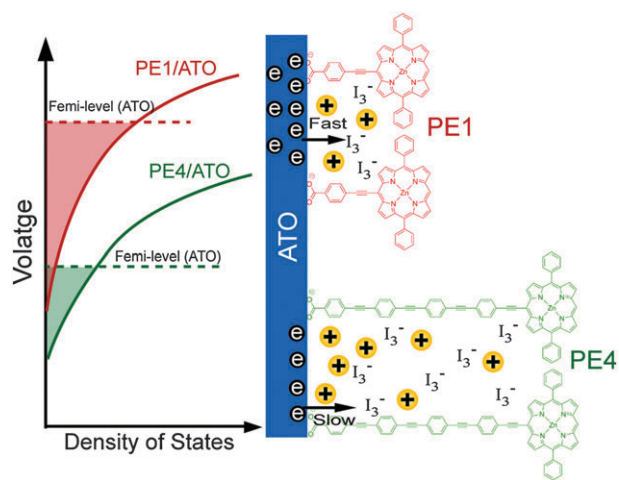 PE1/ATO
Femi-level (ATO)
PE4/ATO
Femi-level (ATO)
Volatge
Density of States
ATO
e
e
e
e
e
e
e
e
e
e
e
e
⊖
O
O
Zn
N
N
N
N
+
I₃⁻
+
Fast
I₃⁻
+
I₃⁻
PE1
⊖
O
O
Zn
N
N
N
N
⊖
O
O
Zn
N
N
N
N
+
+
I₃⁻
+
I₃⁻
+
I₃⁻
+
+
I₃⁻
I₃⁻
+
+
I₃⁻
I₃⁻
Slow
PE4
O
O
Zn
N
N
N
N